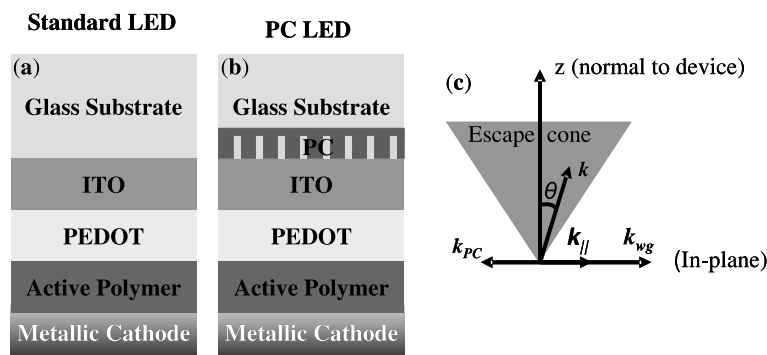 Standard LED
PC LED
(a)
Glass Substrate
ITO
PEDOT
Active Polymer
Metallic Cathode
(b)
Glass Substrate
PC
ITO
PEDOT
Active Polymer
Metallic Cathode
(c)
z (normal to device)
Escape cone
k
θ
k_PC
k_//
k_wg
(In-plane)